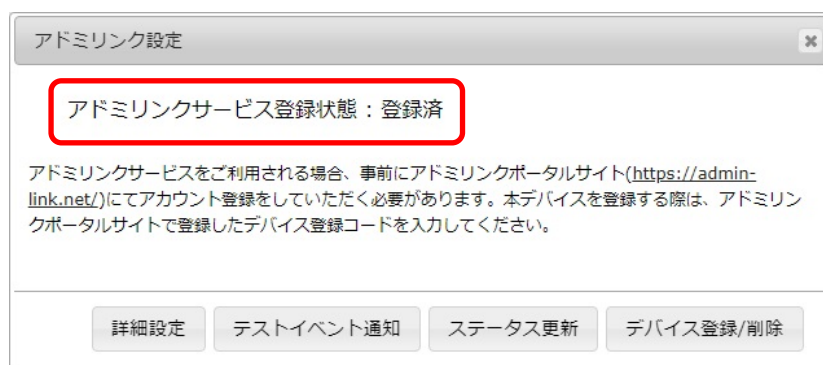 アドミリンク設定
アドミリンクサービス登録状態：登録済
アドミリンクサービスをご利用される場合、事前にアドミリンクポータルサイト(https://admin-
link.net/)にてアカウント登録をしていただく必要があります。本デバイスを登録する際は、アドミリン
クポータルサイトで登録したデバイス登録コードを入力してください。
詳細設定 テストイベント通知 ステータス更新 デバイス登録/削除